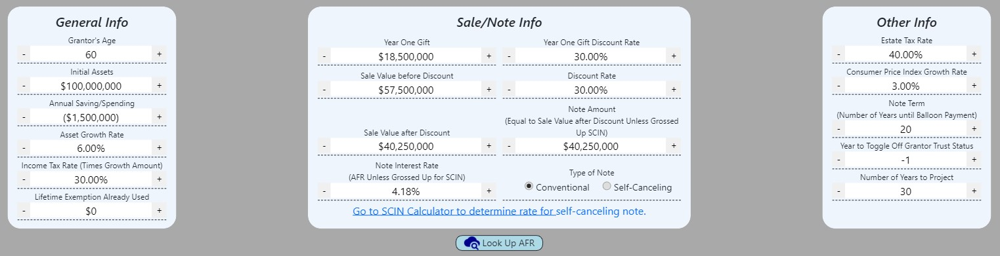 General Info
Grantor's Age
- 60 +
Initial Assets
- $100,000,000 +
Annual Saving/Spending
- ($1,500,000) +
Asset Growth Rate
- 6.00% +
Income Tax Rate (Times Growth Amount)
- 30.00% +
Lifetime Exemption Already Used
- $0 +
Sale/Note Info
Year One Gift
- $18,500,000 +
Year One Gift Discount Rate
- 30.00% +
Sale Value before Discount
- $57,500,000 +
Discount Rate
- 30.00% +
Sale Value after Discount
- $40,250,000 +
Note Amount
(Equal to Sale Value after Discount Unless Grossed
Up SCIN)
- $40,250,000 +
Note Interest Rate
(AFR Unless Grossed Up for SCIN)
- 4.18% +
Type of Note
Conventional Self-Canceling
Go to SCIN Calculator to determine rate for self-canceling note.
Other Info
Estate Tax Rate
- 40.00% +
Consumer Price Index Growth Rate
- 3.00% +
Note Term
(Number of Years until Balloon Payment)
- 20 +
Year to Toggle Off Grantor Trust Status
- -1 +
Number of Years to Project
- 30 +
Look Up AFR